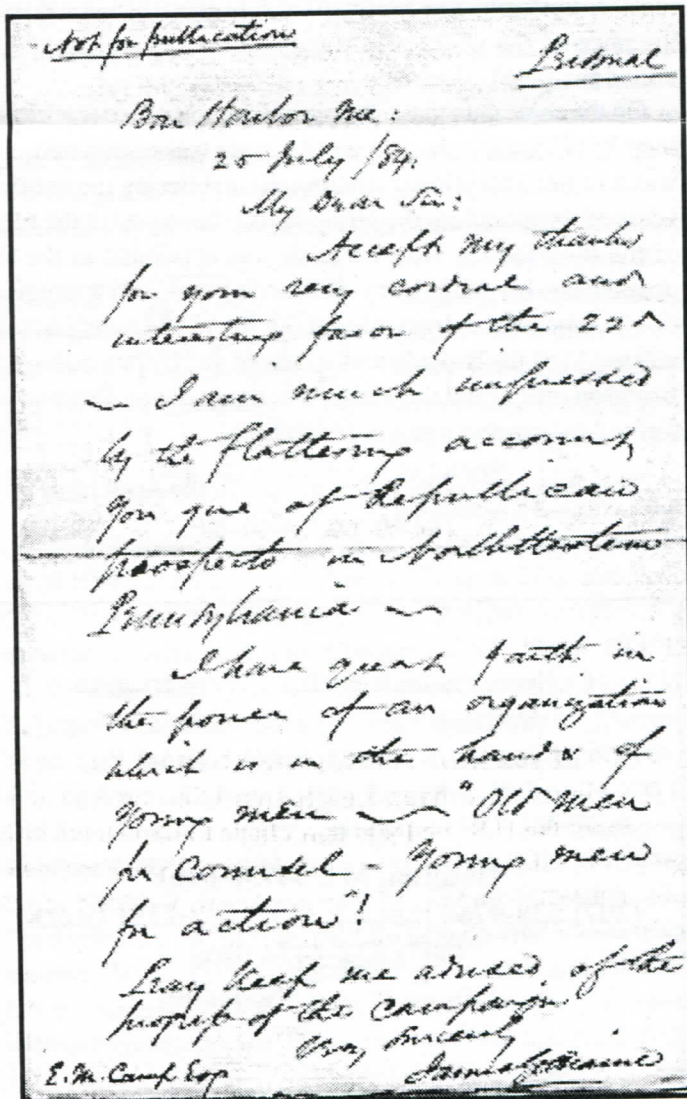 Not for publication
Personal
Bar Harbor Me:
25 July /84.
My Dear Sir:
Accept my thanks
for your very cordial and
interesting favor of the 22d
— I am much impressed
by the flattering account
you give of Republican
prospects in Northwestern
Pennsylvania —
I have great faith in
the power of an organization
which is in the hands of
young men — "Old men
for Counsel - Young men
for action"!
Pray keep me advised of the
progress of the Campaign
Very Sincerely
James G Blaine
E. M. Camp Esq